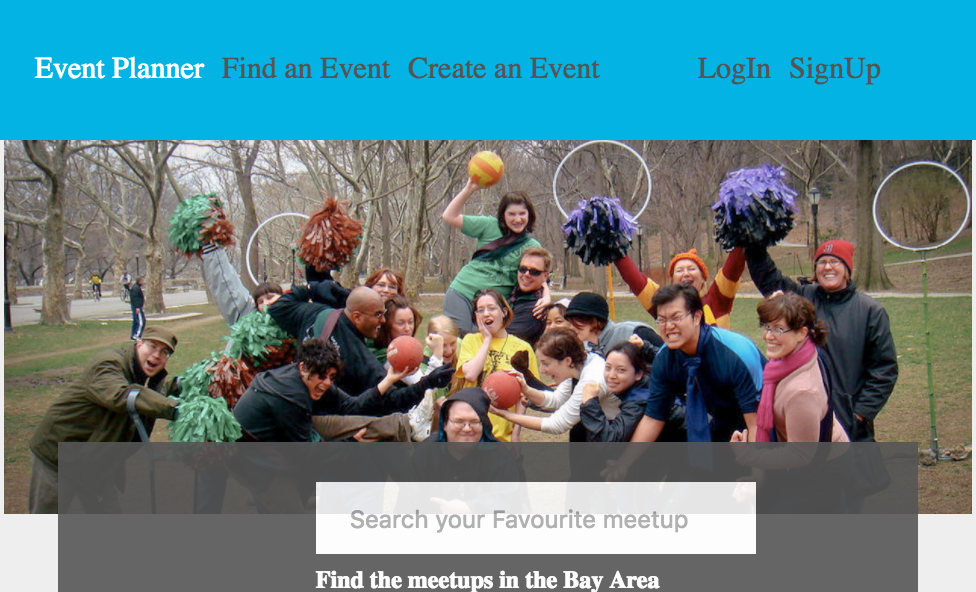 Event Planner Find an Event Create an Event LogIn SignUp
Search your Favourite meetup
Find the meetups in the Bay Area